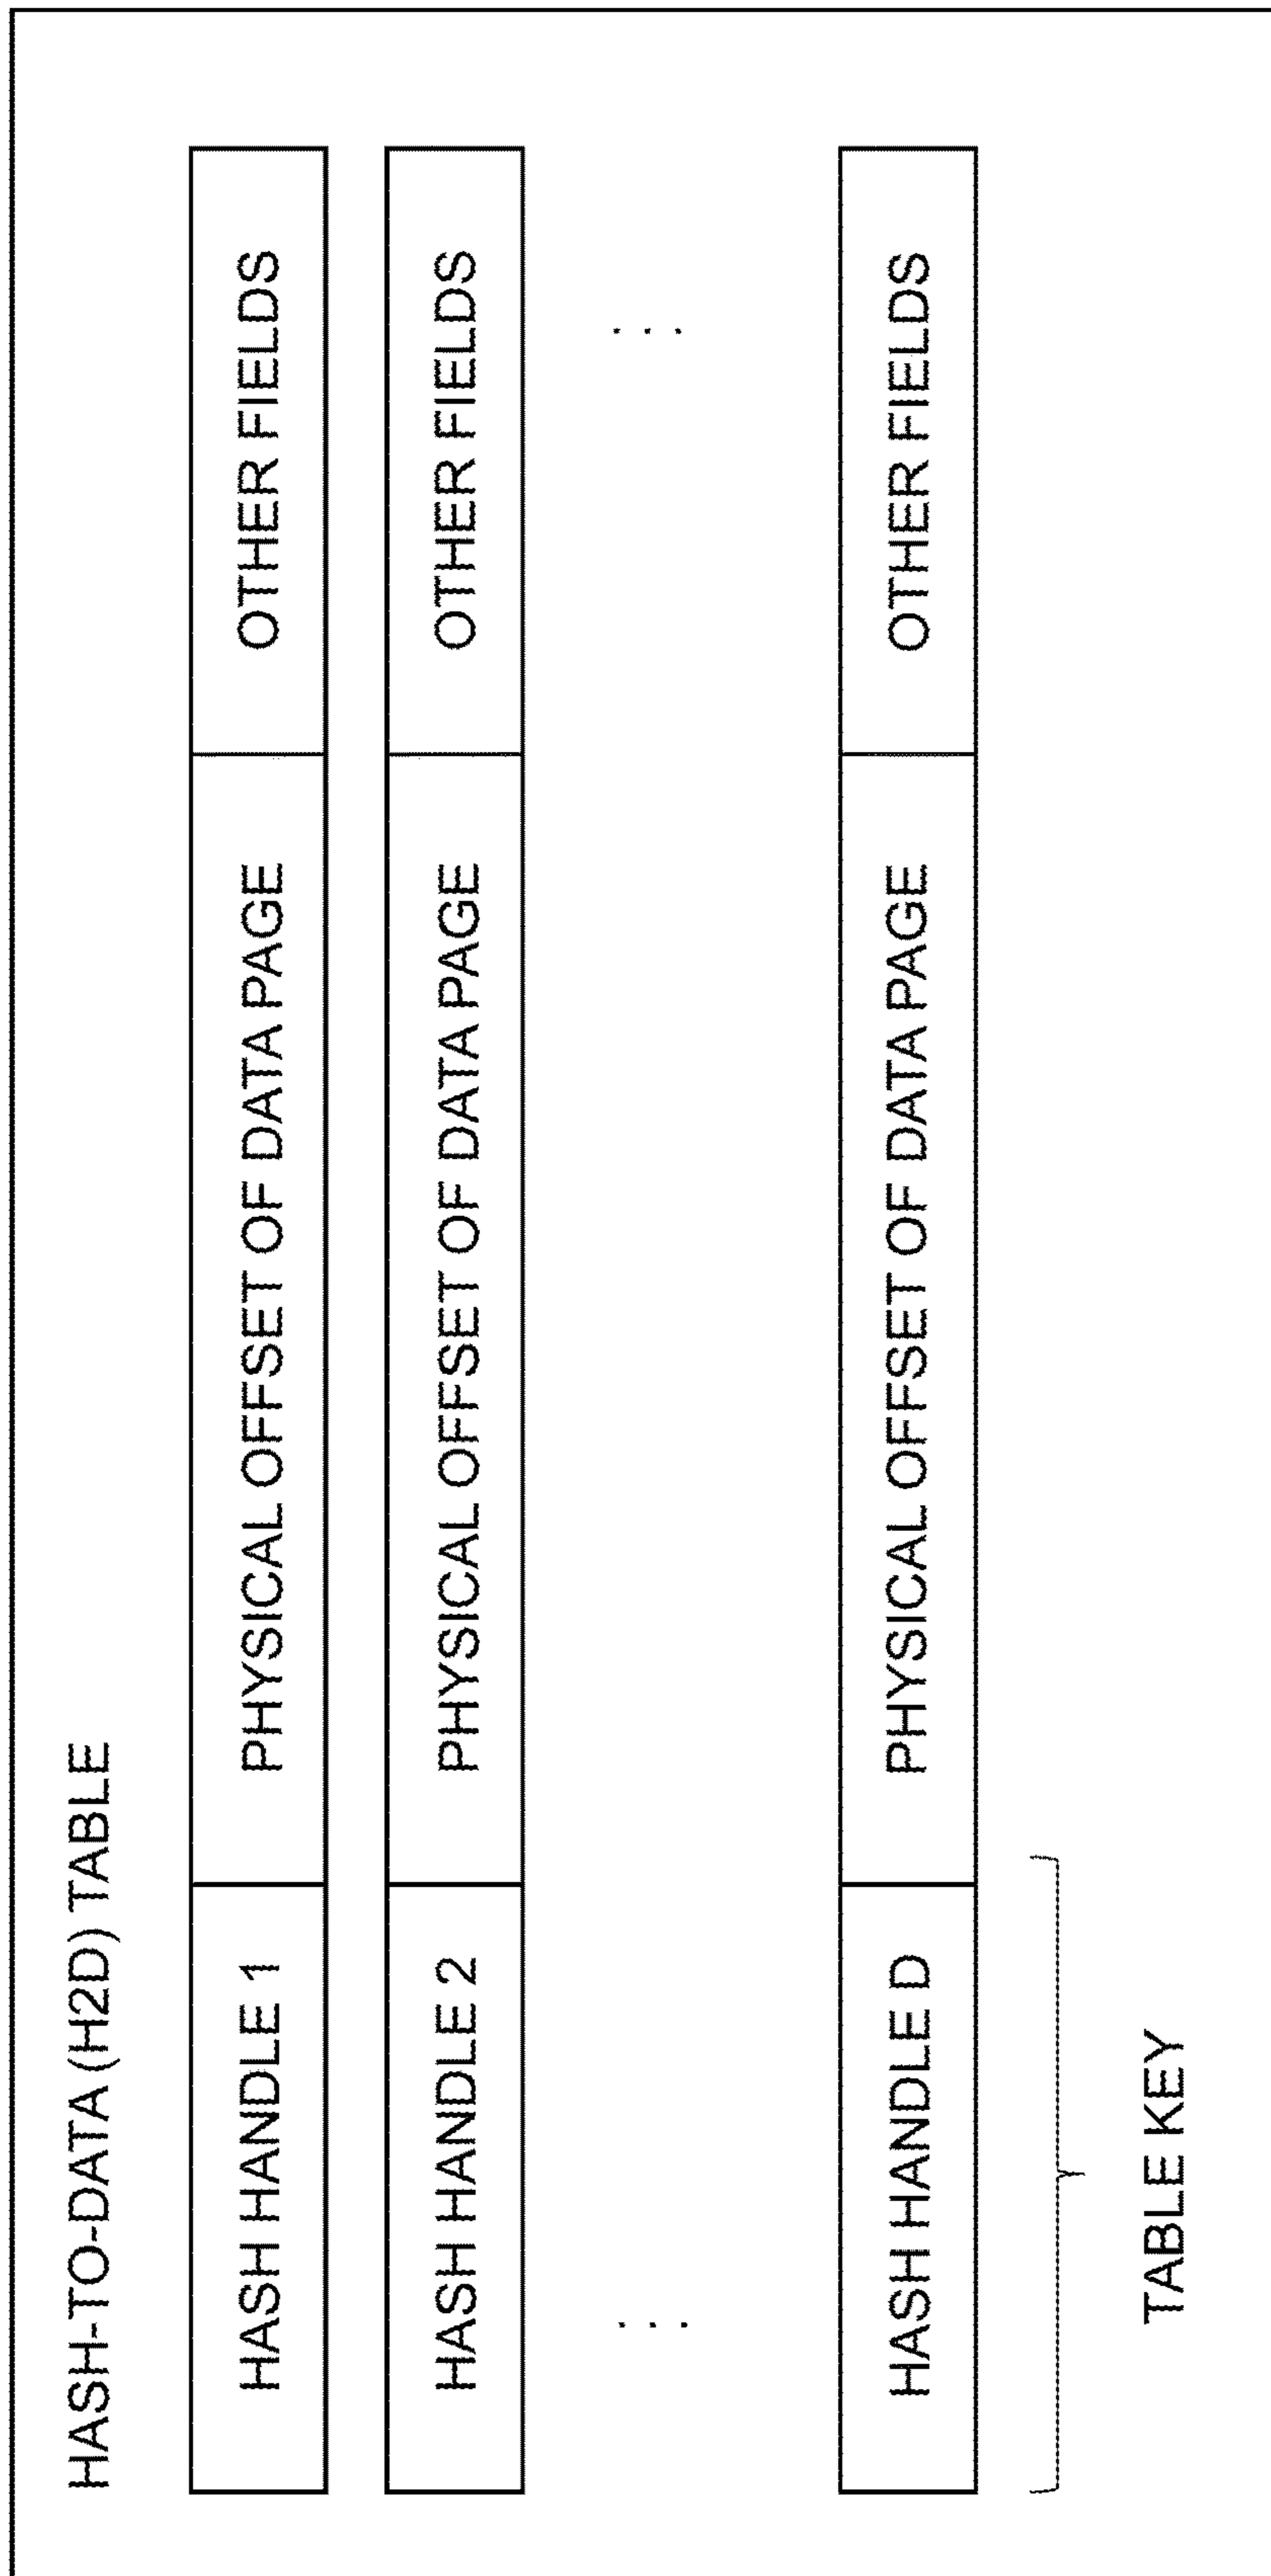 HASH-TO-DATA (H2D) TABLE
HASH HANDLE 1 PHYSICAL OFFSET OF DATA PAGE OTHER FIELDS
HASH HANDLE 2 PHYSICAL OFFSET OF DATA PAGE OTHER FIELDS
... ...
HASH HANDLE D PHYSICAL OFFSET OF DATA PAGE OTHER FIELDS
TABLE KEY